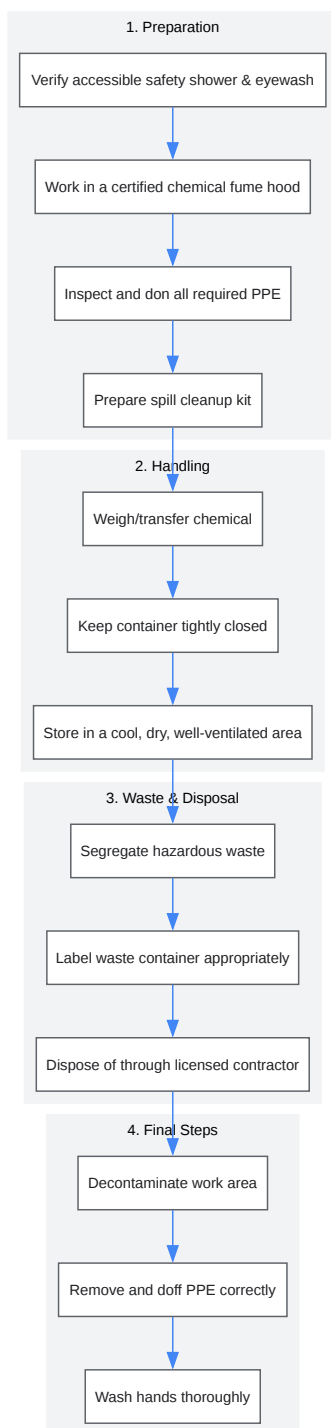 1. Preparation
Verify accessible safety shower & eyewash
Work in a certified chemical fume hood
Inspect and don all required PPE
Prepare spill cleanup kit
2. Handling
Weigh/transfer chemical
Keep container tightly closed
Store in a cool, dry, well-ventilated area
3. Waste & Disposal
Segregate hazardous waste
Label waste container appropriately
Dispose of through licensed contractor
4. Final Steps
Decontaminate work area
Remove and doff PPE correctly
Wash hands thoroughly